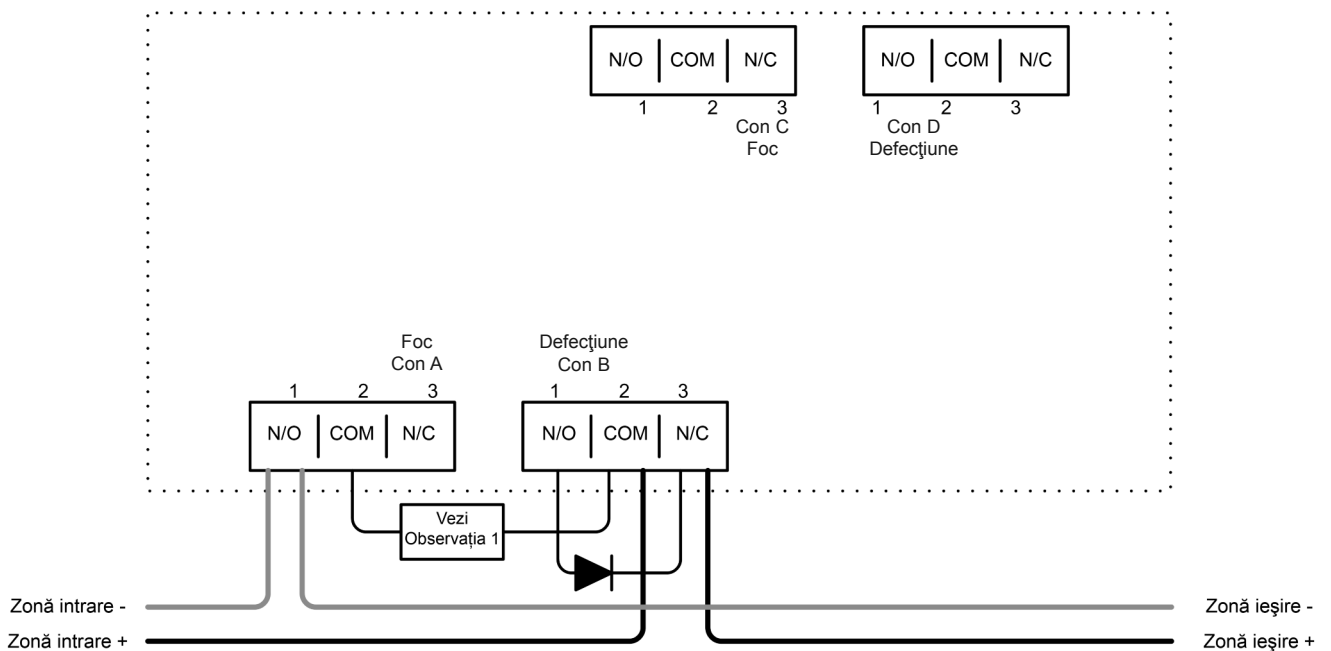 N/O COM N/C
1 2 3
Con C
Foc
N/O COM N/C
1 2 3
Con D
Defecţiune
Foc
Con A
1 2 3
N/O COM N/C
Defecţiune
Con B
1 2 3
N/O COM N/C
Vezi
Observația 1
Zonă intrare -
Zonă ieşire -
Zonă intrare +
Zonă ieşire +